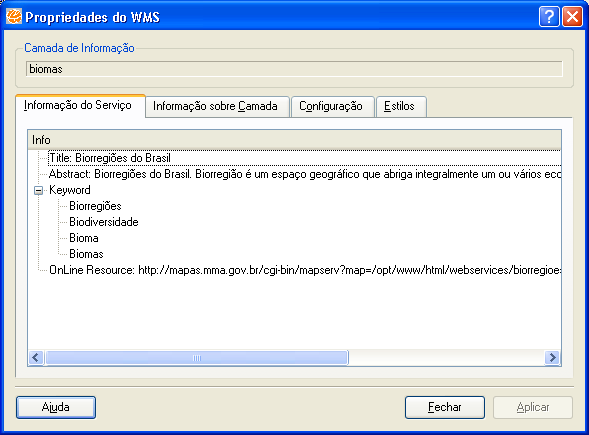 Propriedades do WMS
Camada de Informação
biomas
Informação do Serviço Informação sobre Camada Configuração Estilos
Info
Title: Biorregiões do Brasil
Abstract: Biorregiões do Brasil. Biorregião é um espaço geográfico que abriga integralmente um ou vários eco
Keyword
Biorregiões
Biodiversidade
Bioma
Biomas
OnLine Resource: http://mapas.mma.gov.br/cgi-bin/mapserv?map=/opt/www/html/webservices/biorregioes
Ajuda Fechar Aplicar